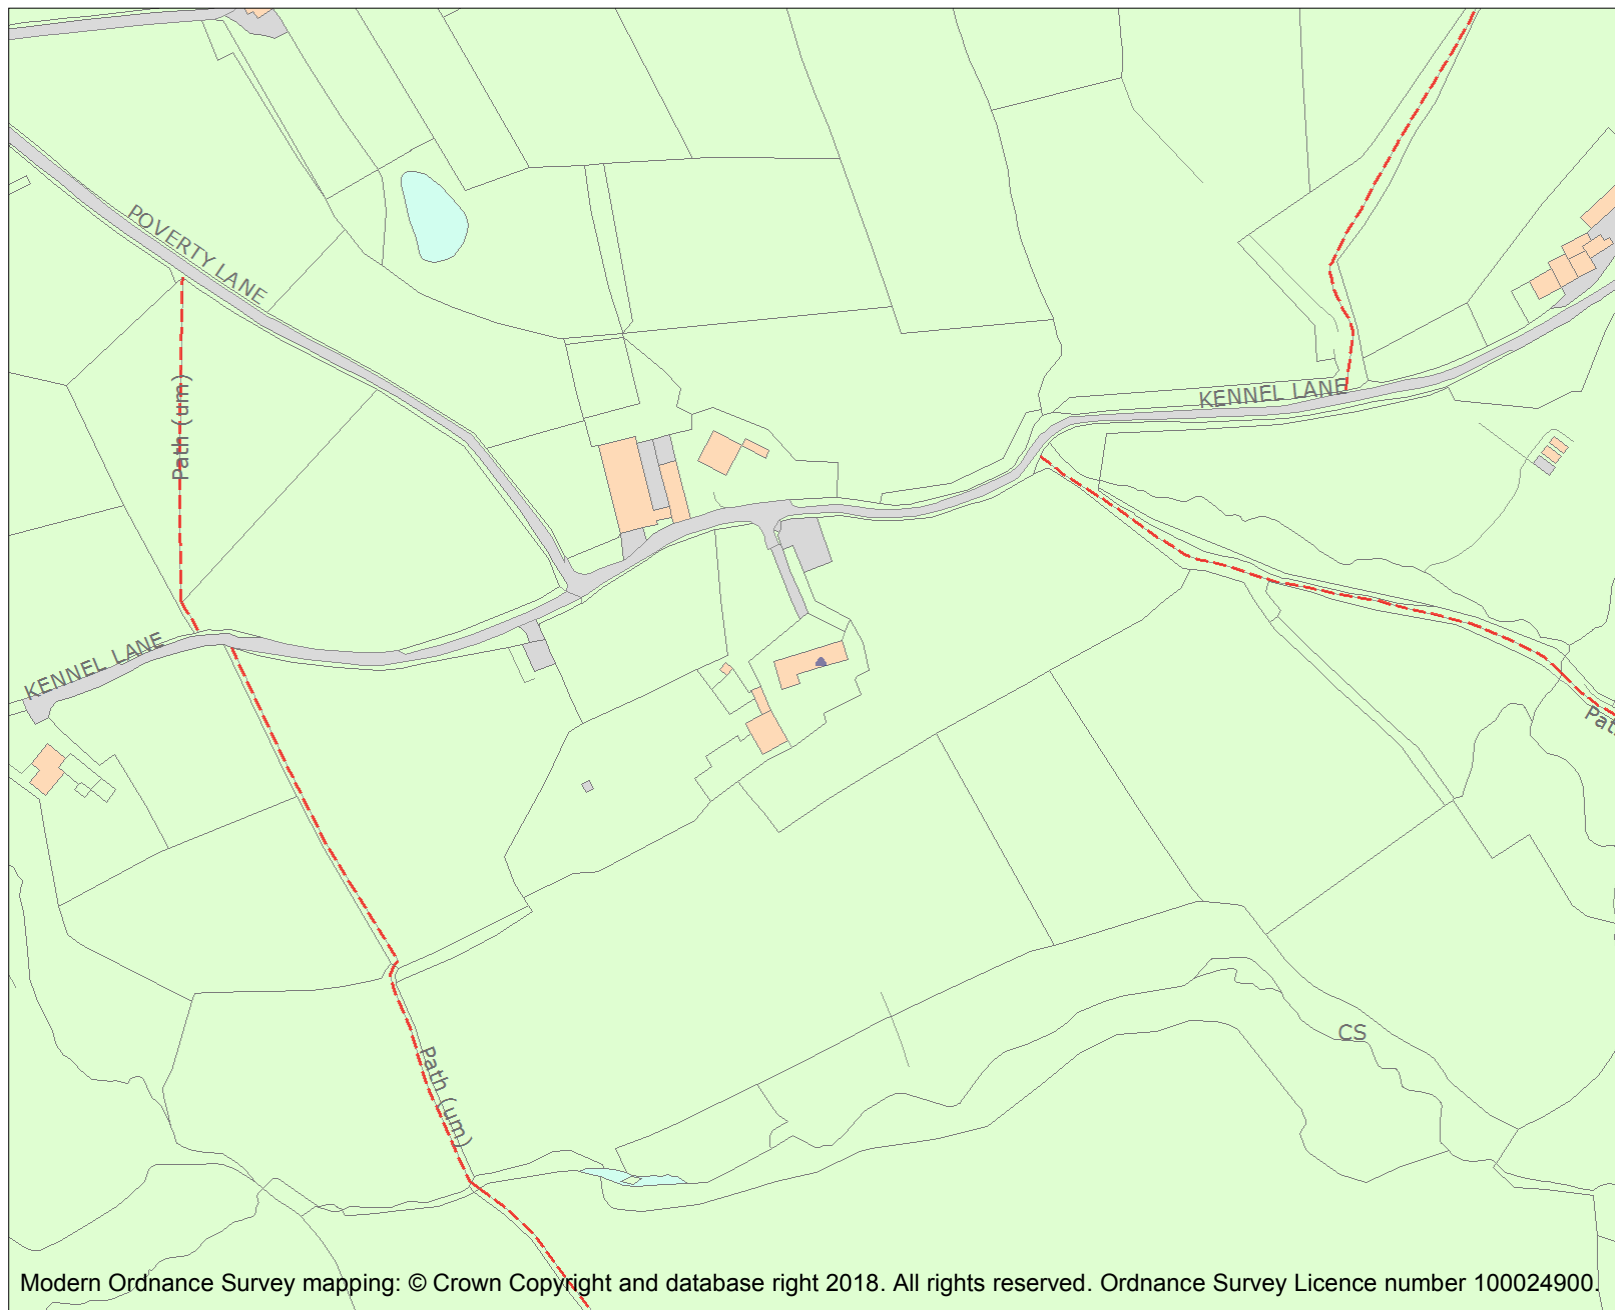 POVERTY LANE
Path (um)
KENNEL LANE
KENNEL LANE
Path (um)
CS
Modern Ordnance Survey mapping: © Crown Copyright and database right 2018. All rights reserved. Ordnance Survey Licence number 100024900.